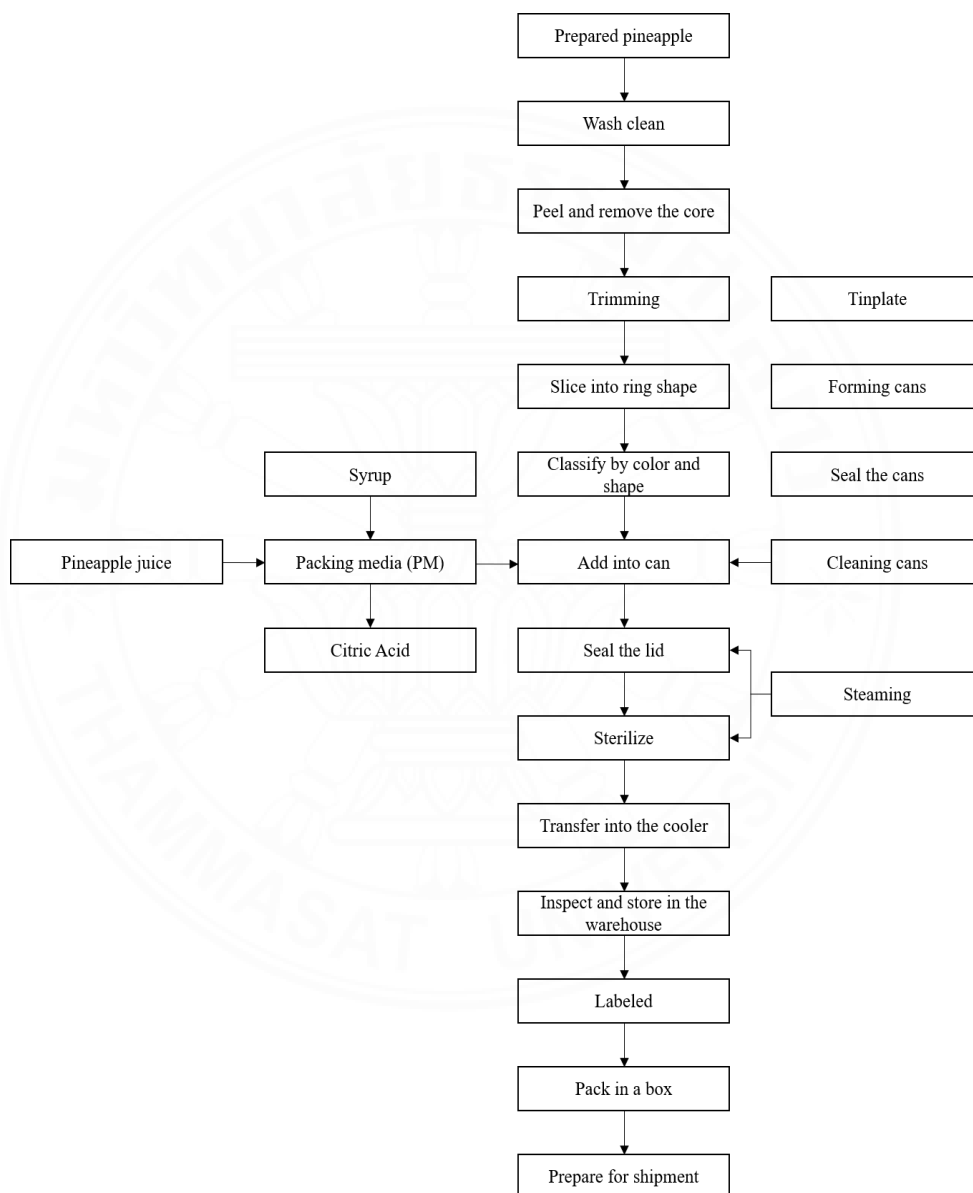 Prepared pineapple
Wash clean
Peel and remove the core
Trimming
Tinplate
Slice into ring shape
Forming cans
Syrup
Classify by color and
shape
Seal the cans
Pineapple juice
Packing media (PM)
Add into can
Cleaning cans
Citric Acid
Seal the lid
Steaming
Sterilize
Transfer into the cooler
Inspect and store in the
warehouse
Labeled
Pack in a box
Prepare for shipment
THAMMASAT UNIVERSITY